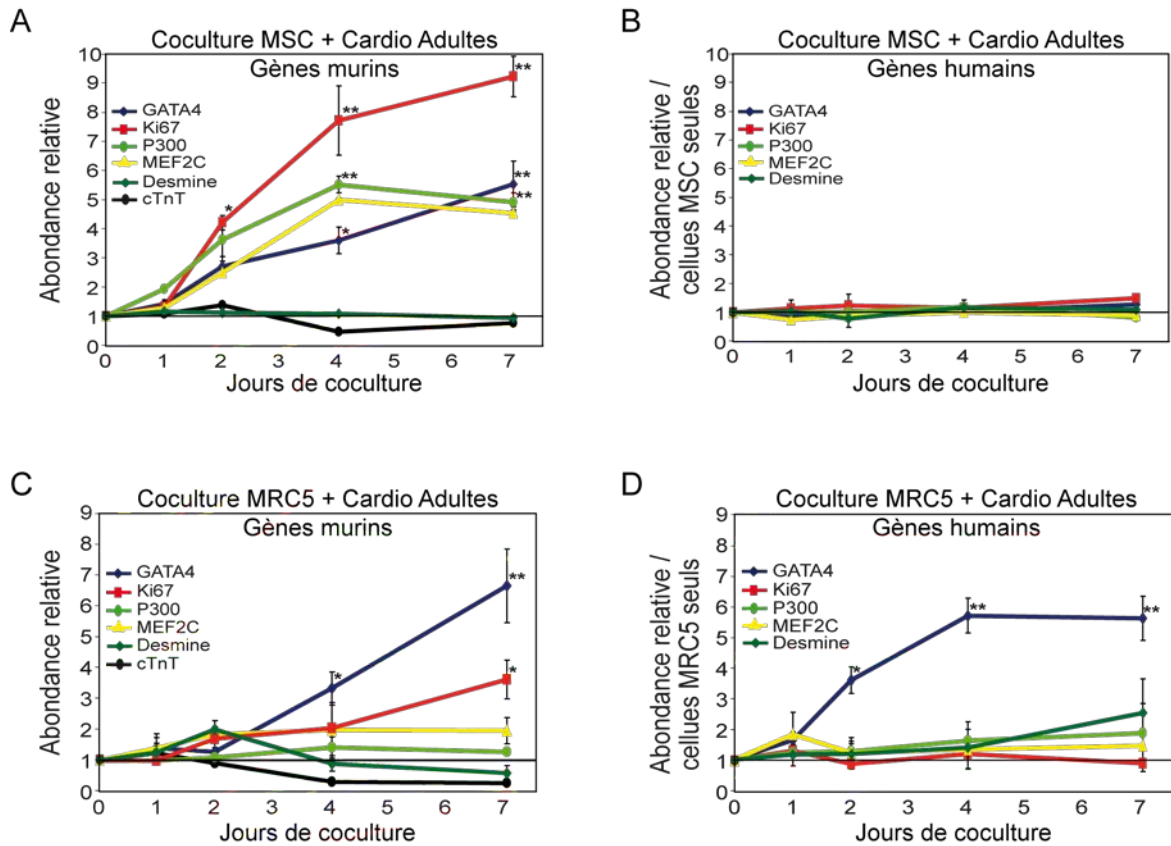 A
Coculture MSC + Cardio Adultes
Gènes murins
Abondance relative
10
9
8
7
6
5
4
3
2
1
0
GATA4
Ki67
P300
MEF2C
Desmine
cTnT
*
**
**
**
*
**
**
0 1 2 3 4 5 6 7
Jours de coculture
B
Coculture MSC + Cardio Adultes
Gènes humains
Abondance relative /
cellues MSC seules
10
9
8
7
6
5
4
3
2
1
0
GATA4
Ki67
P300
MEF2C
Desmine
0 1 2 3 4 5 6 7
Jours de coculture
C
Coculture MRC5 + Cardio Adultes
Gènes murins
Abondance relative
9
8
7
6
5
4
3
2
1
0
GATA4
Ki67
P300
MEF2C
Desmine
cTnT
**
*
*
0 1 2 3 4 5 6 7
Jours de coculture
D
Coculture MRC5 + Cardio Adultes
Gènes humains
Abondance relative /
cellues MRC5 seuls
9
8
7
6
5
4
3
2
1
0
GATA4
Ki67
P300
MEF2C
Desmine
*
**
**
0 1 2 3 4 5 6 7
Jours de coculture